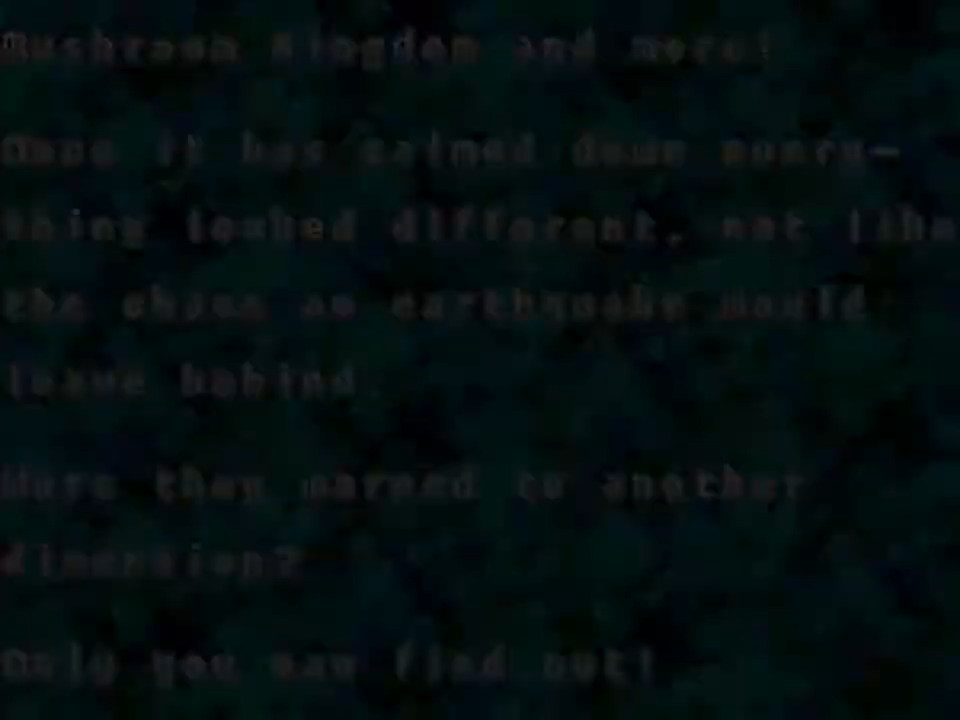 Mushroom Kingdom and more!
Once it has calmed down every-
thing looked different, not like
the chaos an earthquake would
leave behind.
Were they warped to another
dimension?
Only you can find out!